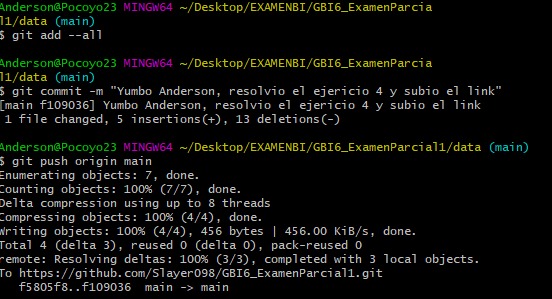 Anderson@Pocoyo23 MINGW64 ~/Desktop/EXAMENBI/GBI6_ExamenParcia
l1/data (main)
$ git add --all
Anderson@Pocoyo23 MINGW64 ~/Desktop/EXAMENBI/GBI6_ExamenParcia
l1/data (main)
$ git commit -m "Yumbo Anderson, resolvio el ejericio 4 y subio el link"
[main f109036] Yumbo Anderson, resolvio el ejericio 4 y subio el link
1 file changed, 5 insertions(+), 13 deletions(-)
Anderson@Pocoyo23 MINGW64 ~/Desktop/EXAMENBI/GBI6_ExamenParcial1/data (main)
$ git push origin main
Enumerating objects: 7, done.
Counting objects: 100% (7/7), done.
Delta compression using up to 8 threads
Compressing objects: 100% (4/4), done.
Writing objects: 100% (4/4), 456 bytes | 456.00 KiB/s, done.
Total 4 (delta 3), reused 0 (delta 0), pack-reused 0
remote: Resolving deltas: 100% (3/3), completed with 3 local objects.
To https://github.com/Slayer098/GBI6_ExamenParcial1.git
f5805f8..f109036  main -> main